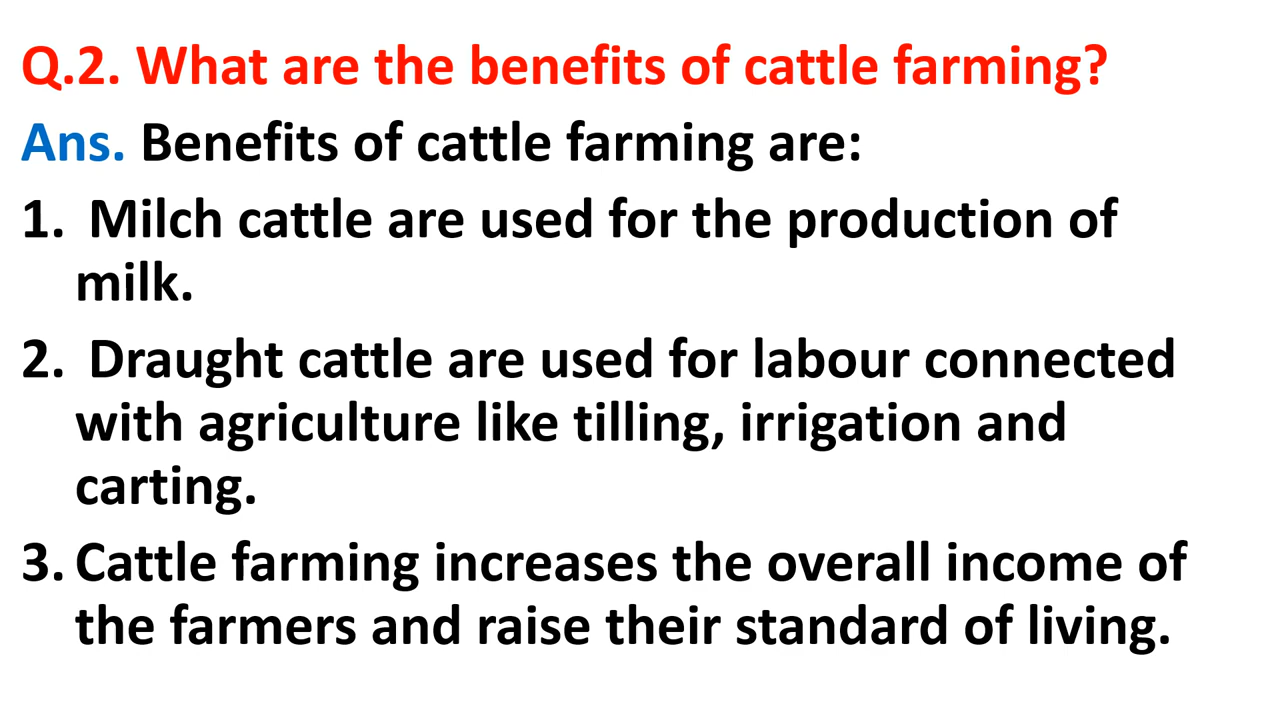 Q.2. What are the benefits of cattle farming?
Ans. Benefits of cattle farming are:
1. Milch cattle are used for the production of
milk.
2. Draught cattle are used for labour connected
with agriculture like tilling, irrigation and
carting.
3. Cattle farming increases the overall income of
the farmers and raise their standard of living.